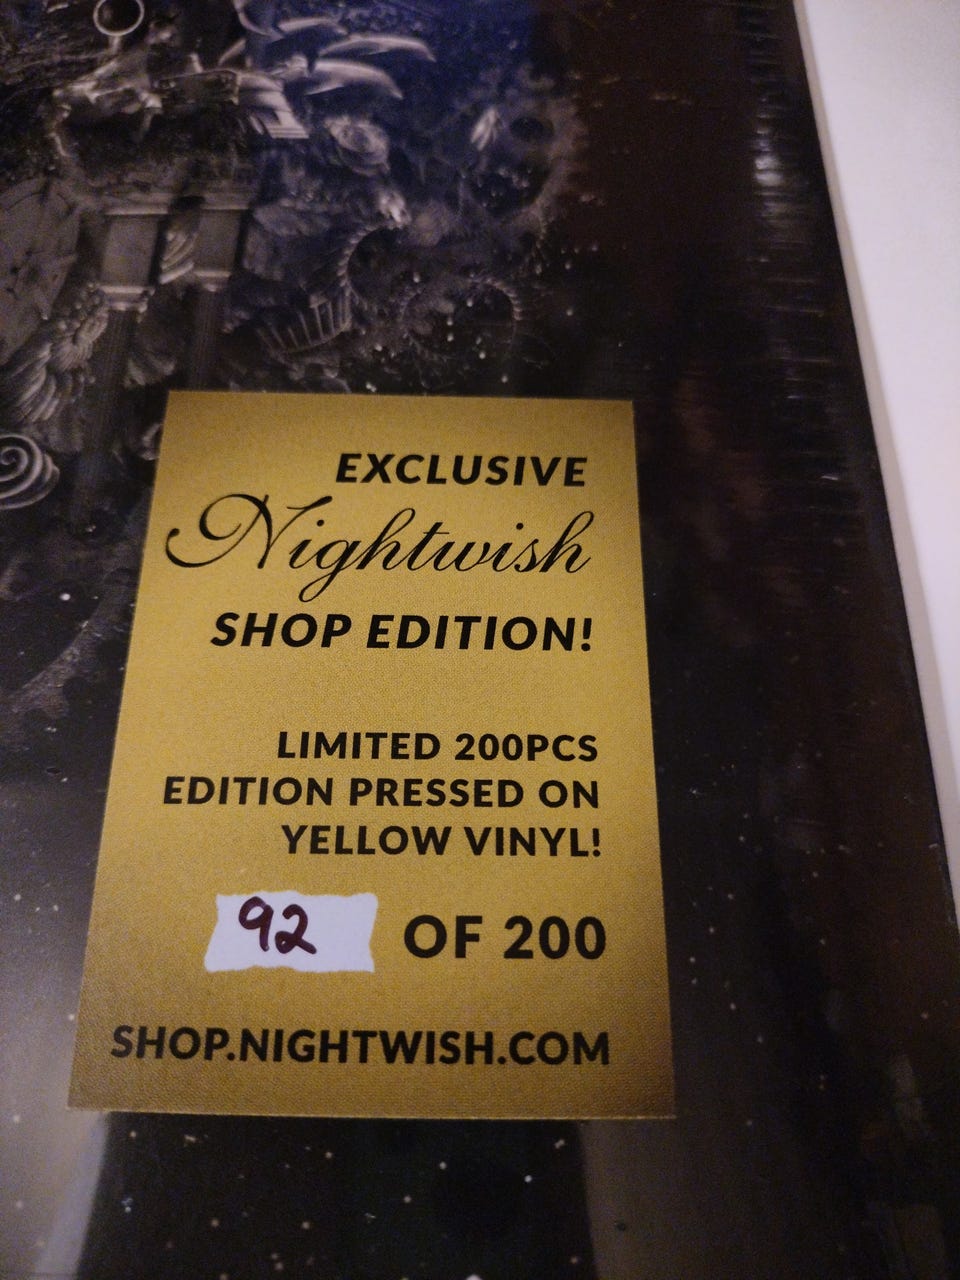 EXCLUSIVE
Nightwish
SHOP EDITION!
LIMITED 200PCS
EDITION PRESSED ON
YELLOW VINYL!
92 OF 200
SHOP.NIGHTWISH.COM